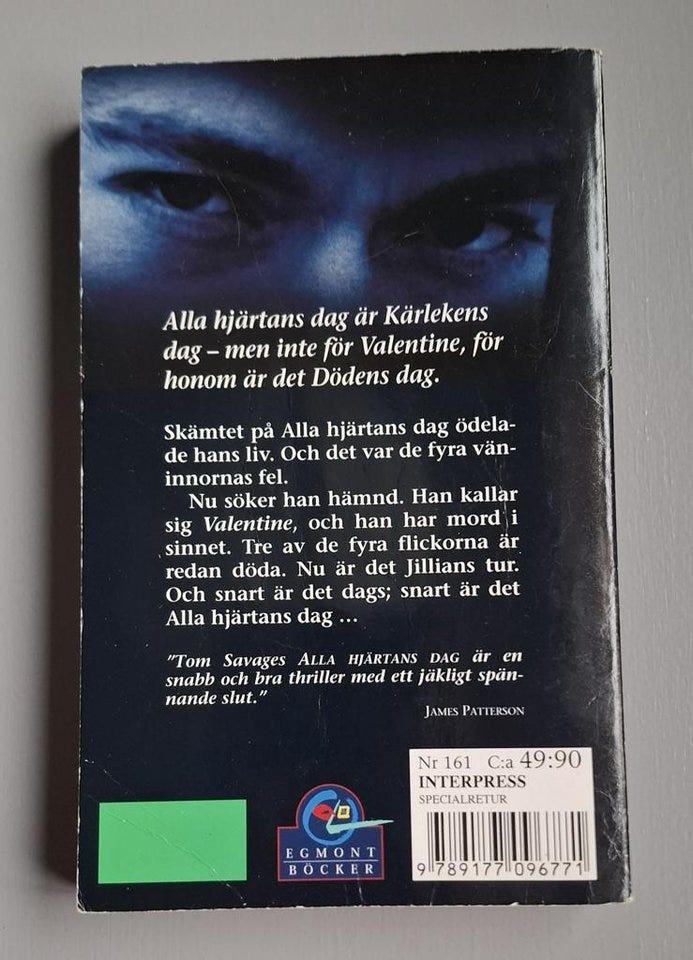 Alla hjärtans dag är Kärlekens
dag – men inte för Valentine, för
honom är det Dödens dag.
Skämtet på Alla hjärtans dag ödela-
de hans liv. Och det var de fyra vän-
innornas fel.
Nu söker han hämnd. Han kallar
sig Valentine, och han har mord i
sinnet. Tre av de fyra flickorna är
redan döda. Nu är det Jillians tur.
Och snart är det dags; snart är det
Alla hjärtans dag ...
"Tom Savages ALLA HJÄRTANS DAG är en
snabb och bra thriller med ett jäkligt spän-
nande slut."
JAMES PATTERSON
Nr 161 C:a 49:90
INTERPRESS
SPECIALRETUR
9 789177 096771
EGMONT
BÖCKER